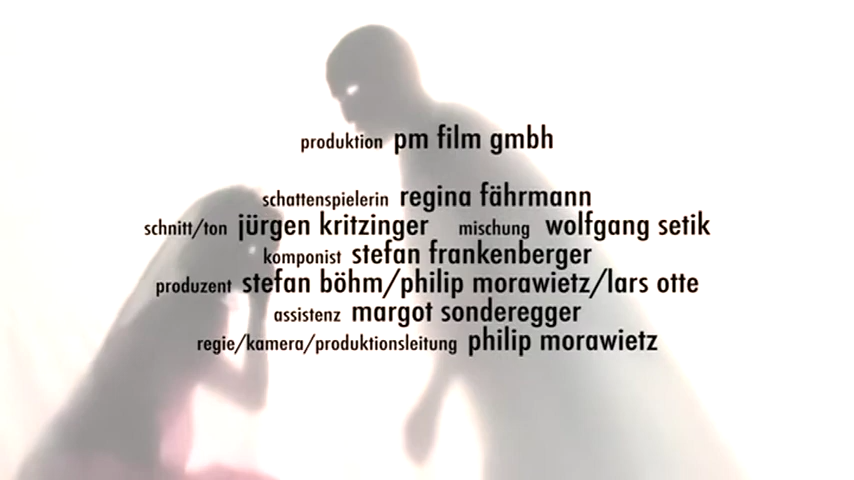 produktion pm film gmbh
schattenspielerin regina fährmann
schnitt/ton jürgen kritzinger mischung wolfgang setik
komponist stefan frankenberger
produzent stefan böhm/philip morawietz/lars otte
assistenz margot sonderegger
regie/kamera/produktionsleitung philip morawietz